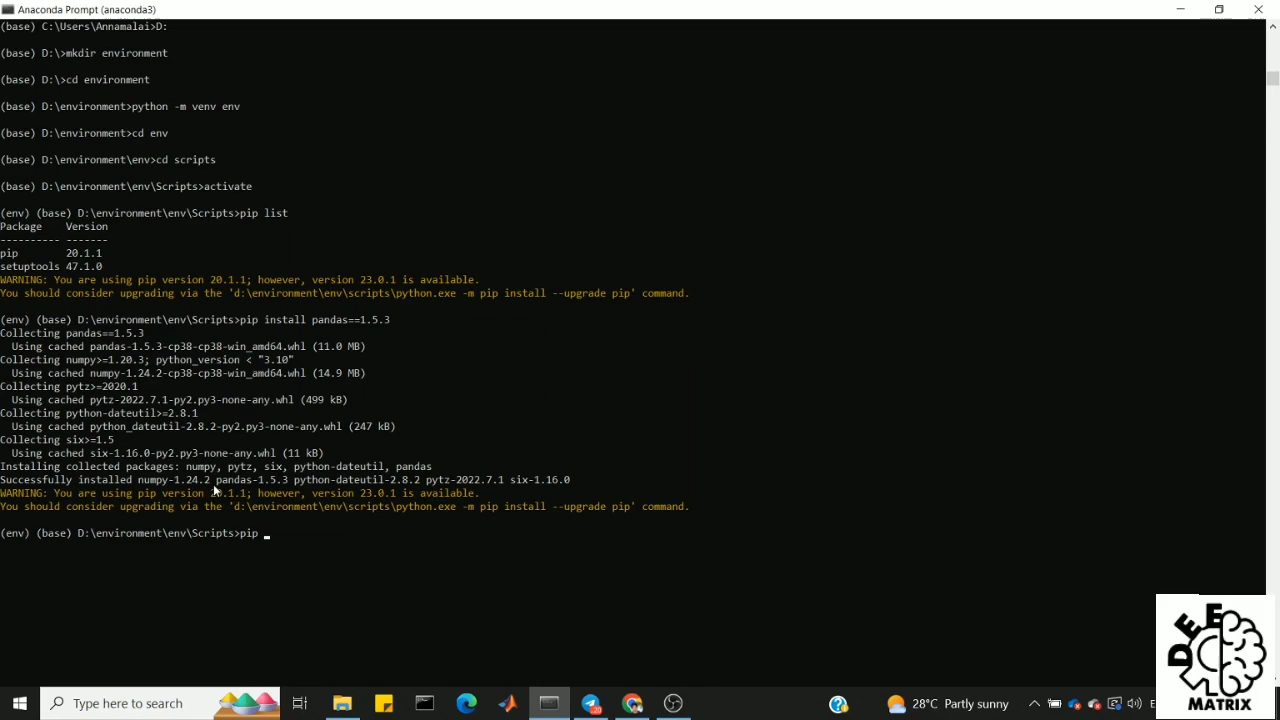 Anaconda Prompt (anaconda3)
(base) C:\Users\Annamalai>D:
(base) D:\>mkdir environment
(base) D:\>cd environment
(base) D:\environment>python -m venv env
(base) D:\environment>cd env
(base) D:\environment\env>cd scripts
(base) D:\environment\env\Scripts>activate
(env) (base) D:\environment\env\Scripts>pip list
Package    Version
---------- -------
pip        20.1.1
setuptools 47.1.0
WARNING: You are using pip version 20.1.1; however, version 23.0.1 is available.
You should consider upgrading via the 'd:\environment\env\scripts\python.exe -m pip install --upgrade pip' command.
(env) (base) D:\environment\env\Scripts>pip install pandas==1.5.3
Collecting pandas==1.5.3
  Using cached pandas-1.5.3-cp38-cp38-win_amd64.whl (11.0 MB)
Collecting numpy>=1.20.3; python_version < "3.10"
  Using cached numpy-1.24.2-cp38-cp38-win_amd64.whl (14.9 MB)
Collecting pytz>=2020.1
  Using cached pytz-2022.7.1-py2.py3-none-any.whl (499 kB)
Collecting python-dateutil>=2.8.1
  Using cached python_dateutil-2.8.2-py2.py3-none-any.whl (247 kB)
Collecting six>=1.5
  Using cached six-1.16.0-py2.py3-none-any.whl (11 kB)
Installing collected packages: numpy, pytz, six, python-dateutil, pandas
Successfully installed numpy-1.24.2 pandas-1.5.3 python-dateutil-2.8.2 pytz-2022.7.1 six-1.16.0
WARNING: You are using pip version 20.1.1; however, version 23.0.1 is available.
You should consider upgrading via the 'd:\environment\env\scripts\python.exe -m pip install --upgrade pip' command.
(env) (base) D:\environment\env\Scripts>pip
DEE
MATRIX
Type here to search
28°C Partly sunny